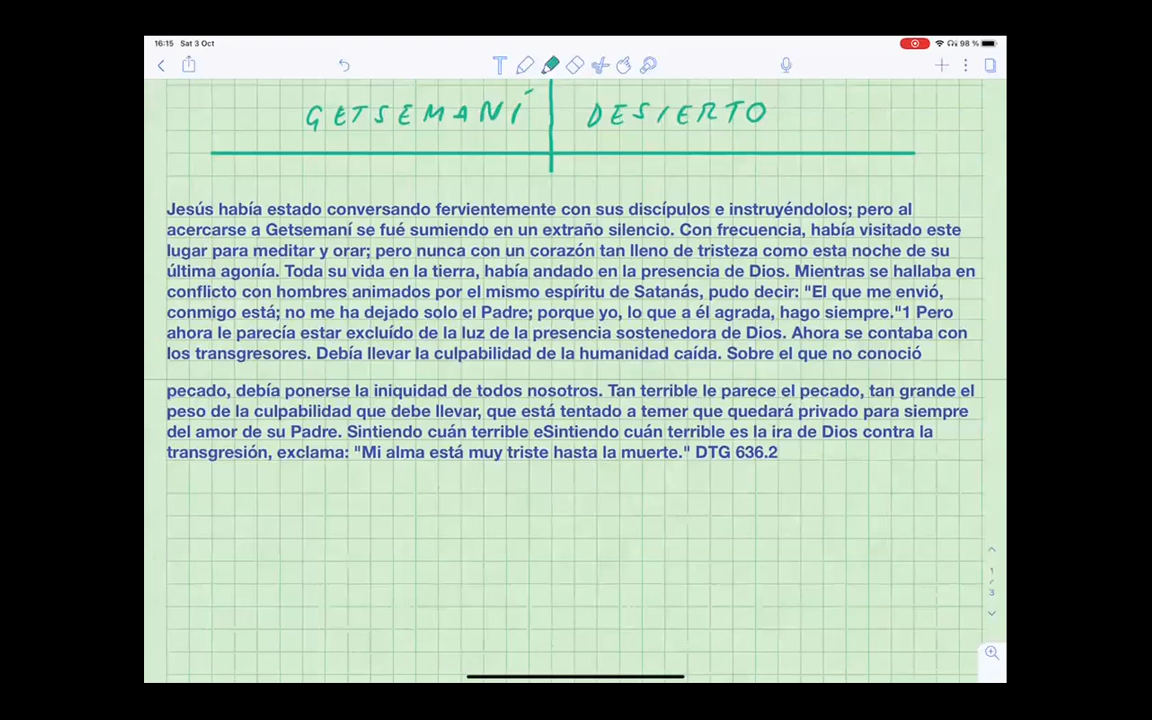 16:15 Sat 3 Oct 98 %
GETSEMANÍ DESIERTO
Jesús había estado conversando fervientemente con sus discípulos e instruyéndolos; pero al
acercarse a Getsemaní se fué sumiendo en un extraño silencio. Con frecuencia, había visitado este
lugar para meditar y orar; pero nunca con un corazón tan lleno de tristeza como esta noche de su
última agonía. Toda su vida en la tierra, había andado en la presencia de Dios. Mientras se hallaba en
conflicto con hombres animados por el mismo espíritu de Satanás, pudo decir: "El que me envió,
conmigo está; no me ha dejado solo el Padre; porque yo, lo que a él agrada, hago siempre."1 Pero
ahora le parecía estar excluído de la luz de la presencia sostenedora de Dios. Ahora se contaba con
los transgresores. Debía llevar la culpabilidad de la humanidad caída. Sobre el que no conoció
pecado, debía ponerse la iniquidad de todos nosotros. Tan terrible le parece el pecado, tan grande el
peso de la culpabilidad que debe llevar, que está tentado a temer que quedará privado para siempre
del amor de su Padre. Sintiendo cuán terrible eSintiendo cuán terrible es la ira de Dios contra la
transgresión, exclama: "Mi alma está muy triste hasta la muerte." DTG 636.2
1
/
3